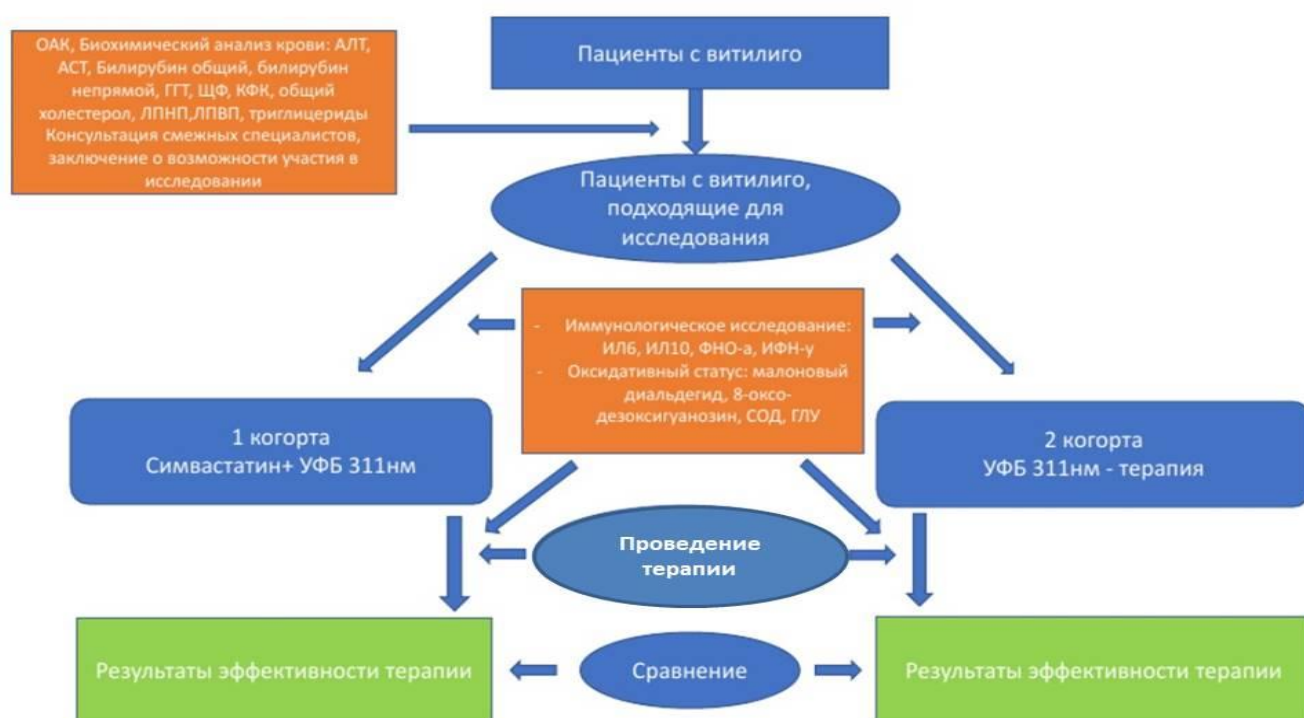 ОАК, Биохимический анализ крови: АЛТ,
АСТ, Билирубин общий, билирубин
непрямой, ГГТ, ЩФ, КФК, общий
холестерол, ЛПНП,ЛПВП, триглицериды
Консультация смежных специалистов,
заключение о возможности участия в
исследовании
Пациенты с витилиго
Пациенты с витилиго,
подходящие для
исследования
- Иммунологическое исследование:
ИЛ6, ИЛ10, ФНО-а, ИФН-у
- Оксидативный статус: малоновый
диальдегид, 8-оксо-
дезоксигуанозин, СОД, ГЛУ
1 когорта
Симвастатин+ УФБ 311нм
2 когорта
УФБ 311нм - терапия
Проведение
терапии
Результаты эффективности терапии
Сравнение
Результаты эффективности терапии